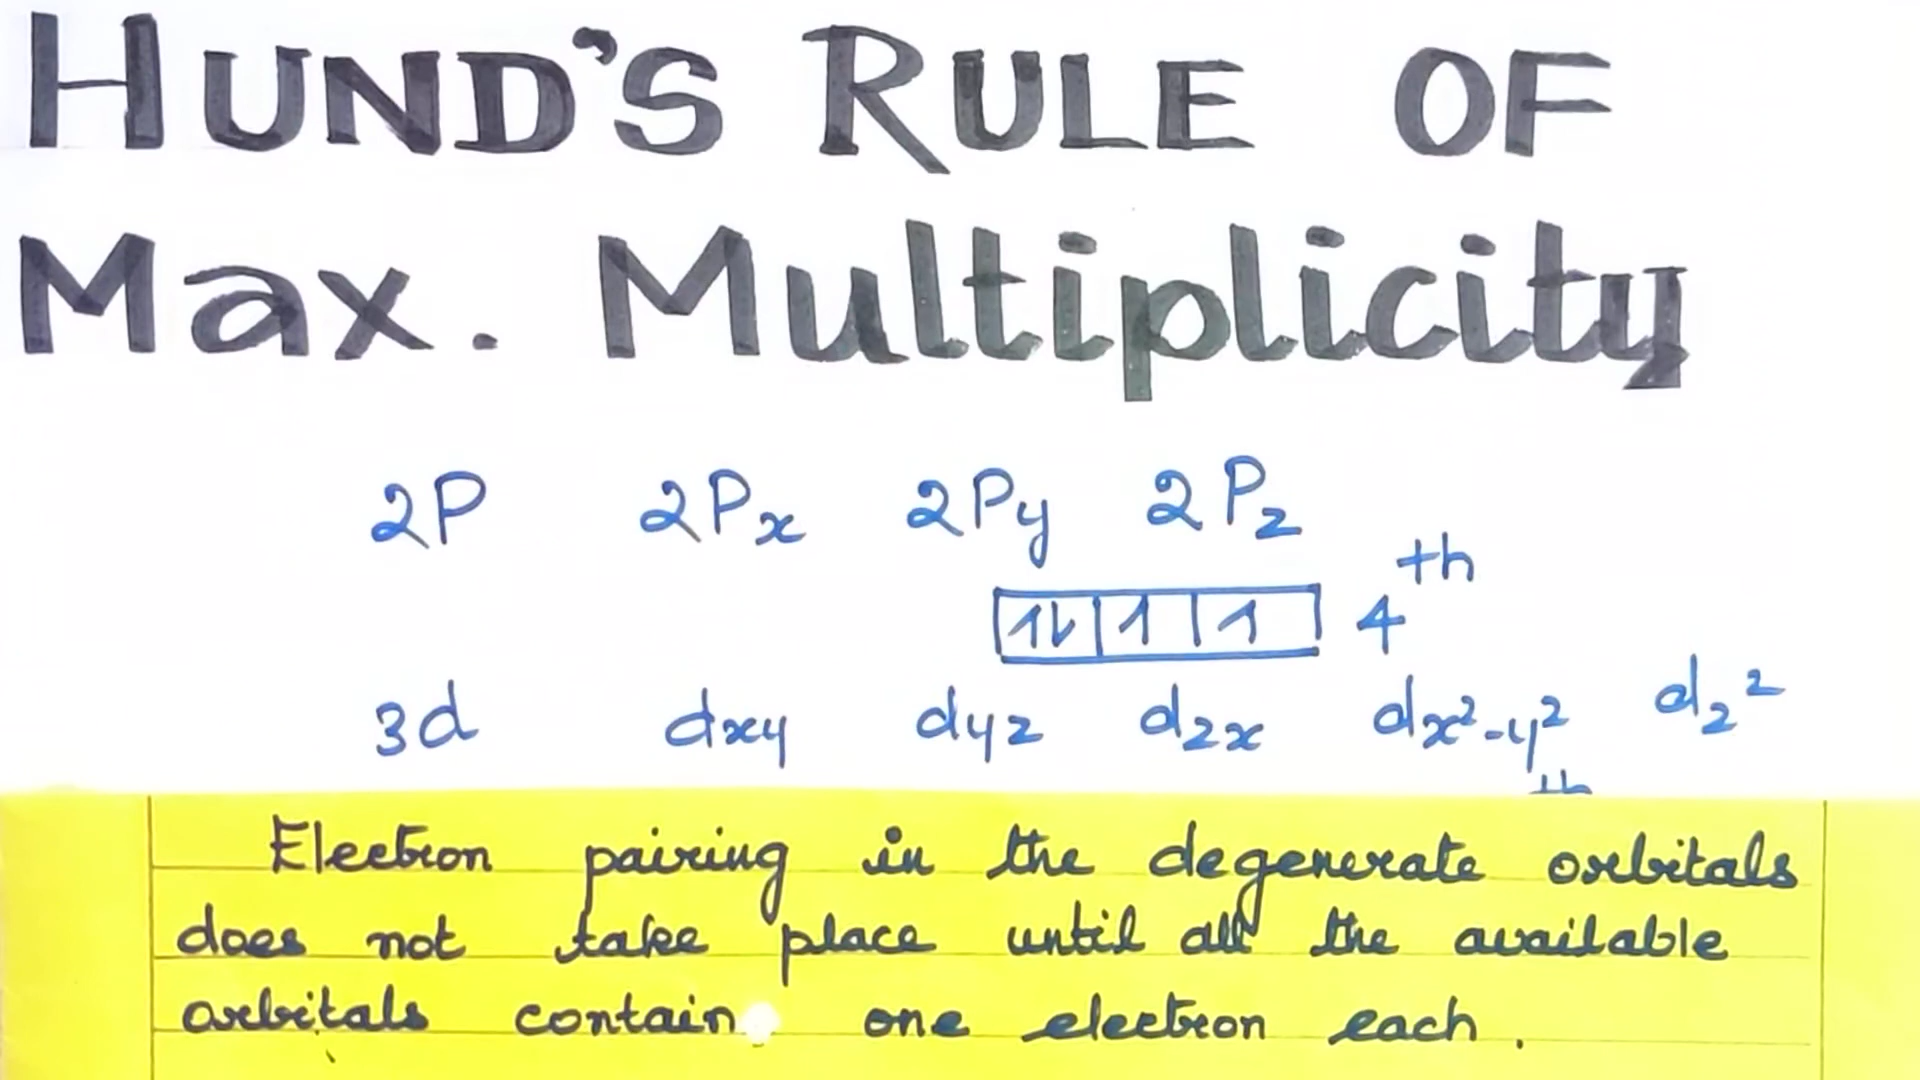 HUND'S RULE OF
Max. Multiplicity
2P 2Px 2Py 2Pz
1↓ 1 1 4th
3d dxy dyz dzx dx²-y² dz²
th
Electron pairing in the degenerate orbitals
does not take place until all the available
orbitals contain one electron each.